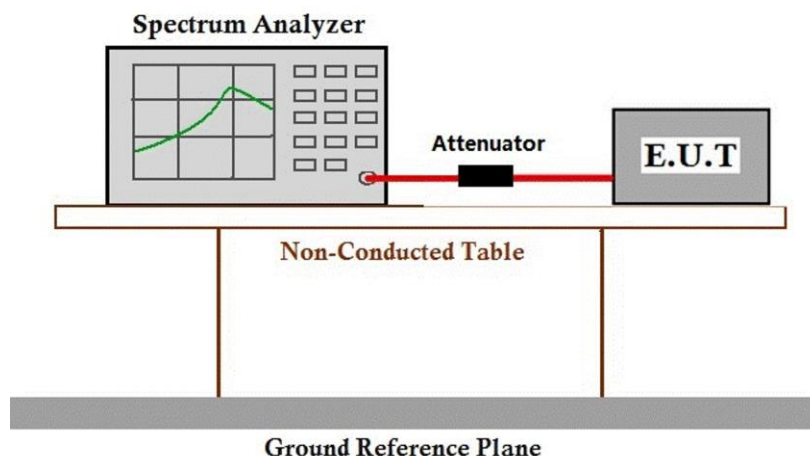 Spectrum Analyzer
Attenuator
E.U.T
Non-Conducted Table
Ground Reference Plane